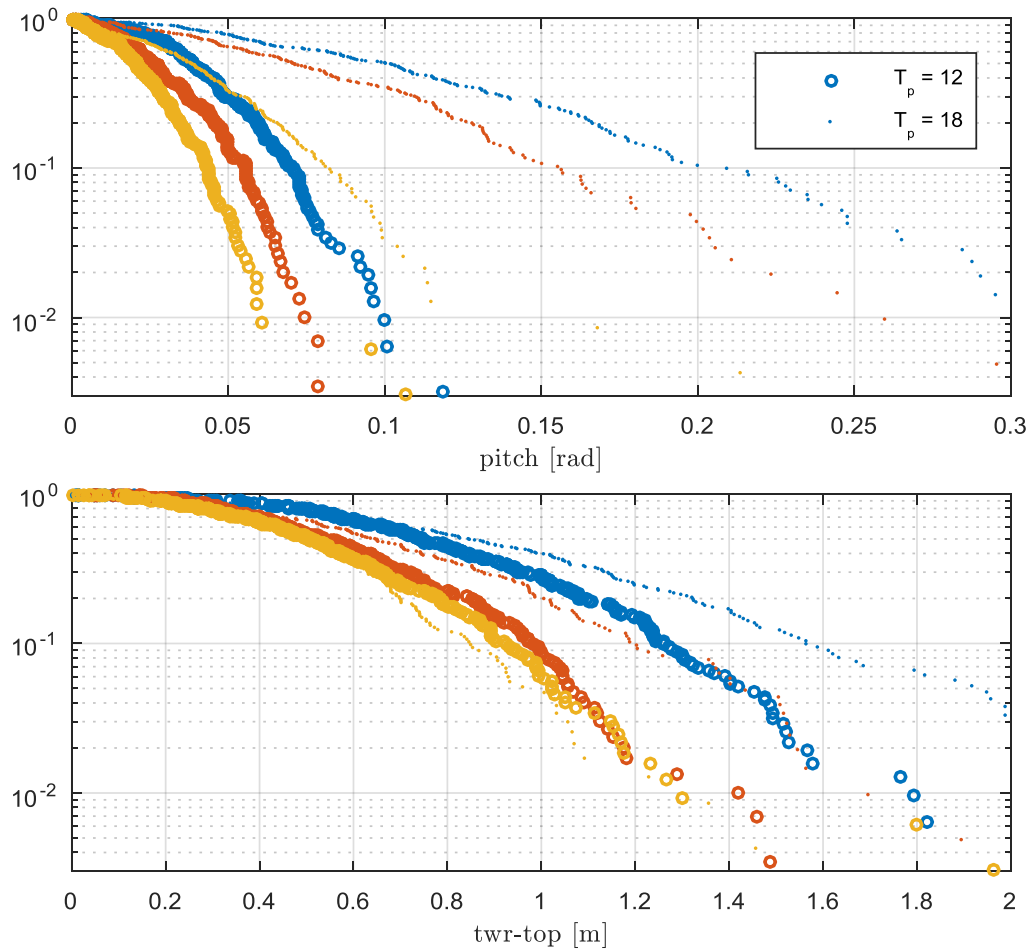 10^0
T_p = 12
T_p = 18
10^-1
10^-2
0 0.05 0.1 0.15 0.2 0.25 0.3
pitch [rad]
10^0
10^-1
10^-2
0 0.2 0.4 0.6 0.8 1 1.2 1.4 1.6 1.8 2
twr-top [m]